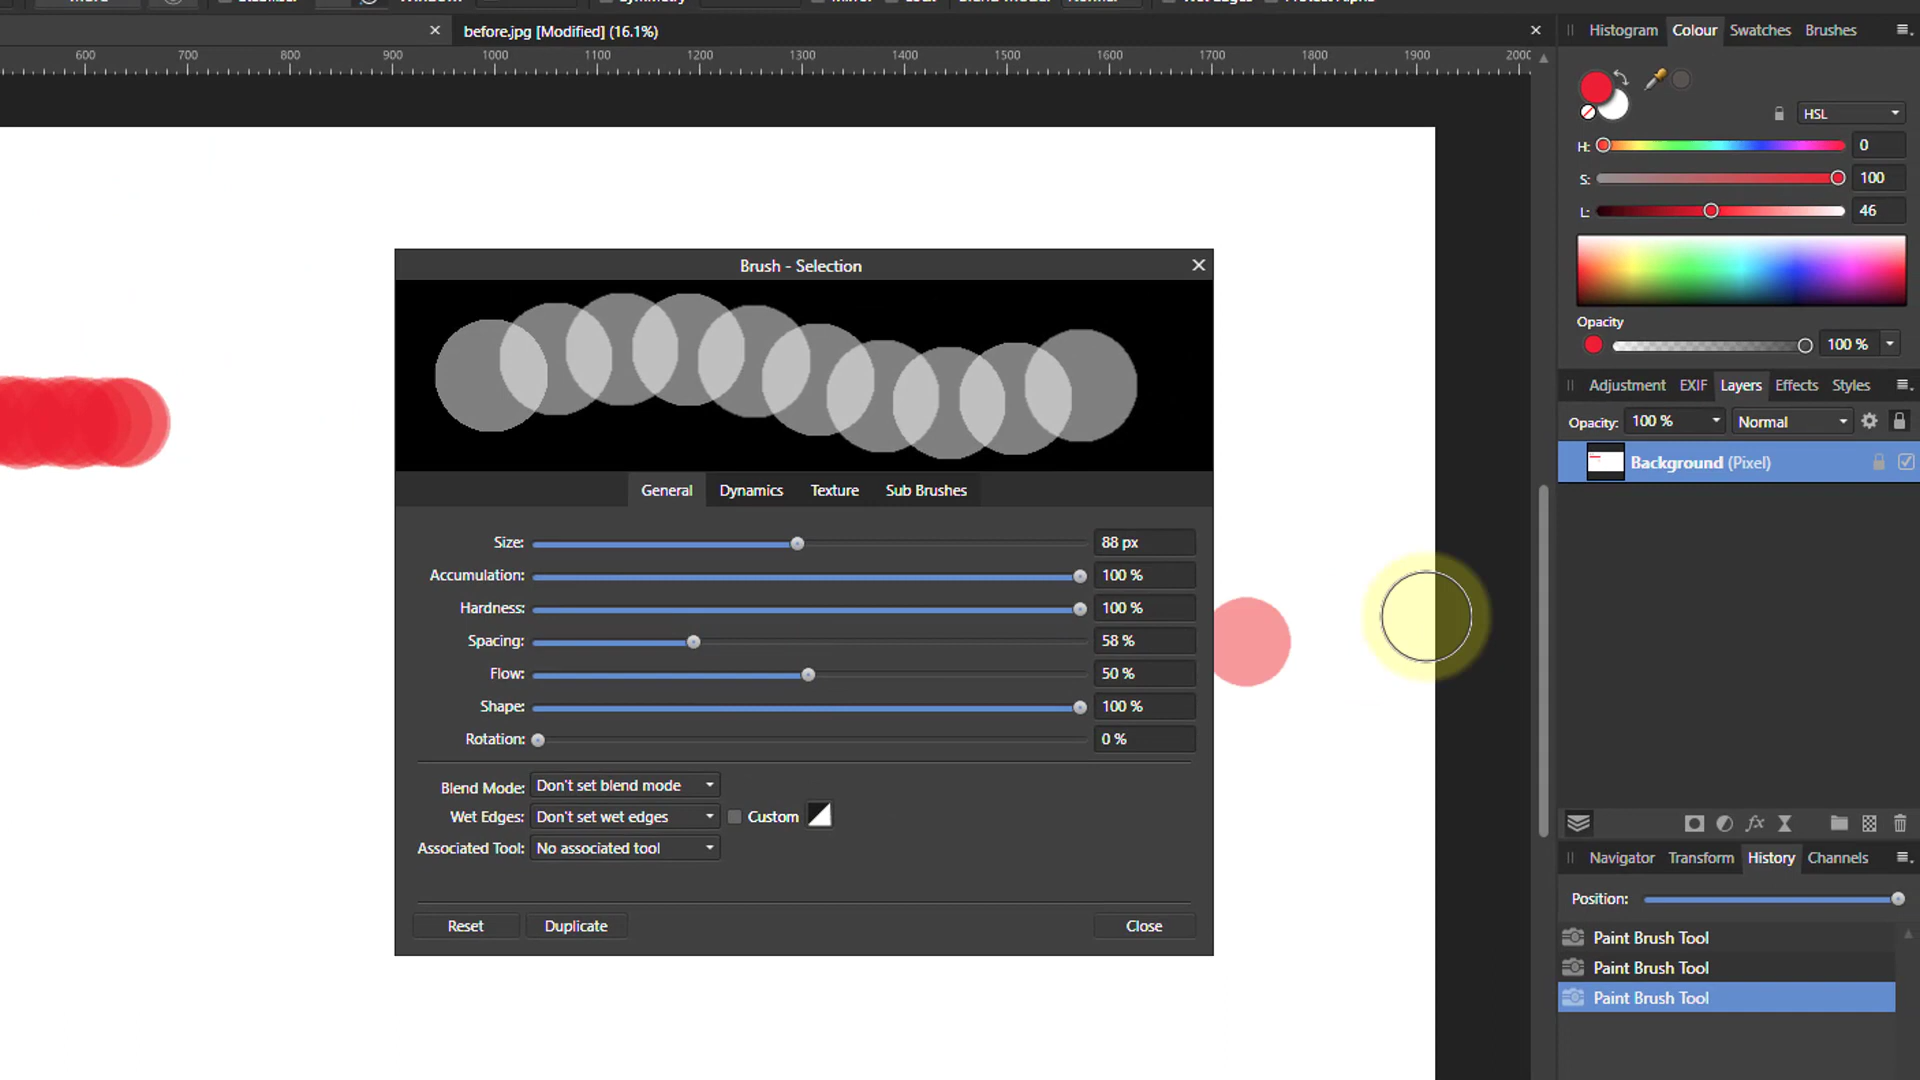 before.jpg [Modified] (16.1%)
Histogram Colour Swatches Brushes
600 700 800 900 1000 1100 1200 1300 1400 1500 1600 1700 1800 1900 2000
HSL
H: 0
S: 100
L: 46
Opacity
100 %
Adjustment EXIF Layers Effects Styles
Opacity: 100 % Normal
Background (Pixel)
Brush - Selection
General Dynamics Texture Sub Brushes
Size: 88 px
Accumulation: 100 %
Hardness: 100 %
Spacing: 58 %
Flow: 50 %
Shape: 100 %
Rotation: 0 %
Blend Mode: Don't set blend mode
Wet Edges: Don't set wet edges Custom
Associated Tool: No associated tool
Reset Duplicate Close
fx
Navigator Transform History Channels
Position:
Paint Brush Tool
Paint Brush Tool
Paint Brush Tool